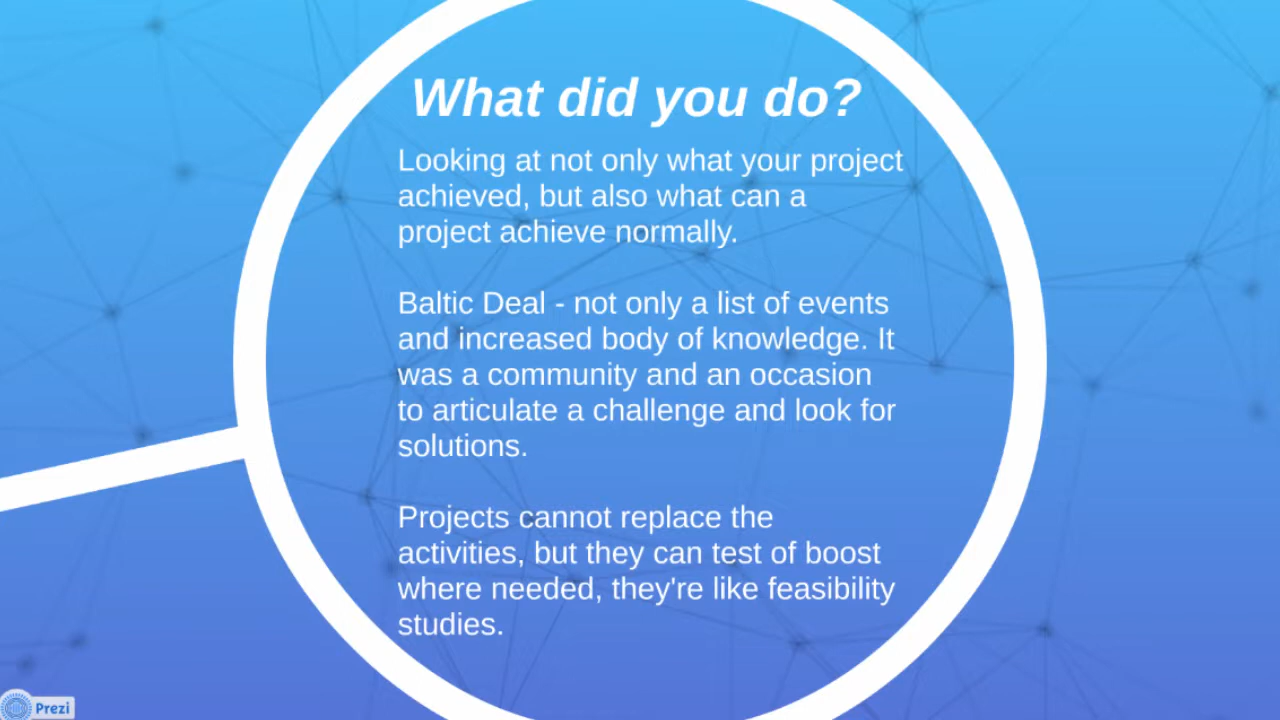 What did you do?
Looking at not only what your project
achieved, but also what can a
project achieve normally.
Baltic Deal - not only a list of events
and increased body of knowledge. It
was a community and an occasion
to articulate a challenge and look for
solutions.
Projects cannot replace the
activities, but they can test of boost
where needed, they're like feasibility
studies.
Prezi